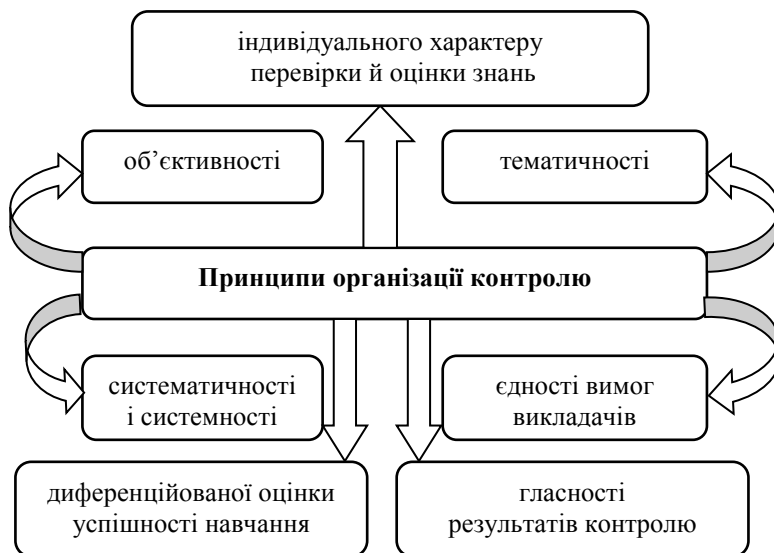 індивідуального характеру
перевірки й оцінки знань
об’єктивності
тематичності
Принципи організації контролю
систематичності
і системності
єдності вимог
викладачів
диференційованої оцінки
успішності навчання
гласності
результатів контролю